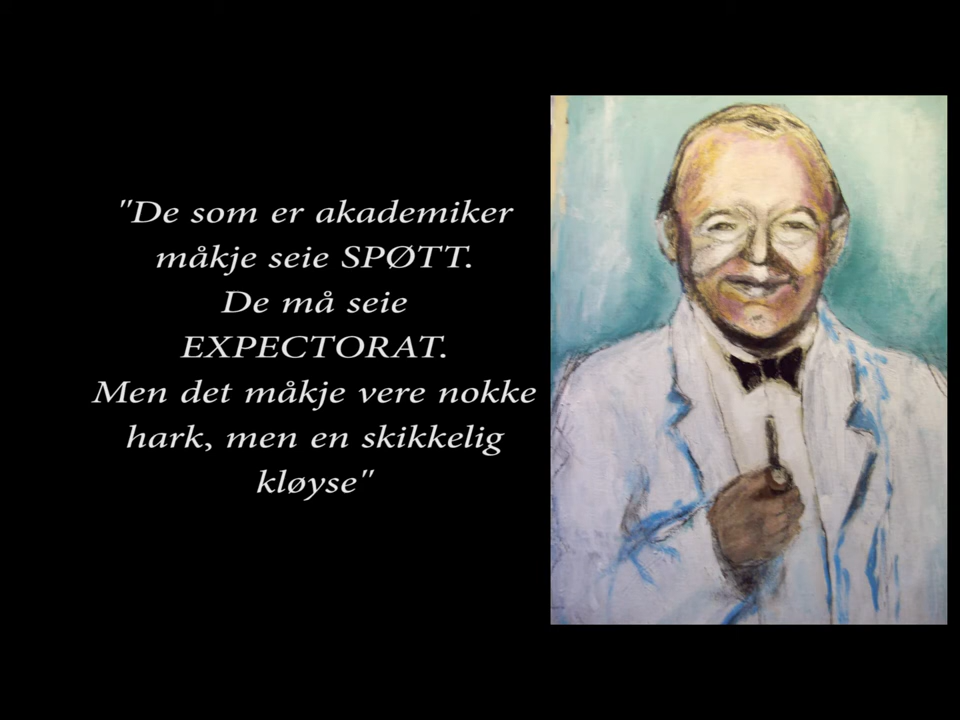 "De som er akademiker
måkje seie SPØTT.
De må seie
EXPECTORAT.
Men det måkje vere nokke
hark, men en skikkelig
kløyse"